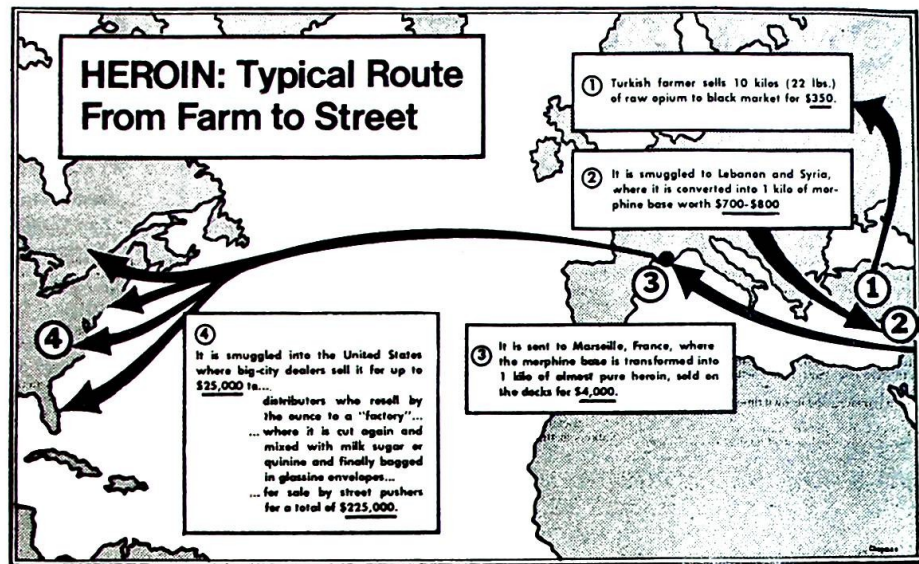 HEROIN: Typical Route
From Farm to Street
① Turkish farmer sells 10 kilos (22 lbs.)
of raw opium to black market for $350.
② It is smuggled to Lebanon and Syria,
where it is converted into 1 kilo of mor-
phine base worth $700-$800
③ It is sent to Marseille, France, where
the morphine base is transformed into
1 kilo of almost pure heroin, sold on
the docks for $4,000.
④
It is smuggled into the United States
where big-city dealers sell it for up to
$25,000 to...
distributors who resell by
the ounce to a "factory"...
... where it is cut again and
mixed with milk sugar or
quinine and finally bagged
in glassine envelopes...
... for sale by street pushers
for a total of $225,000.
1
2
3
4